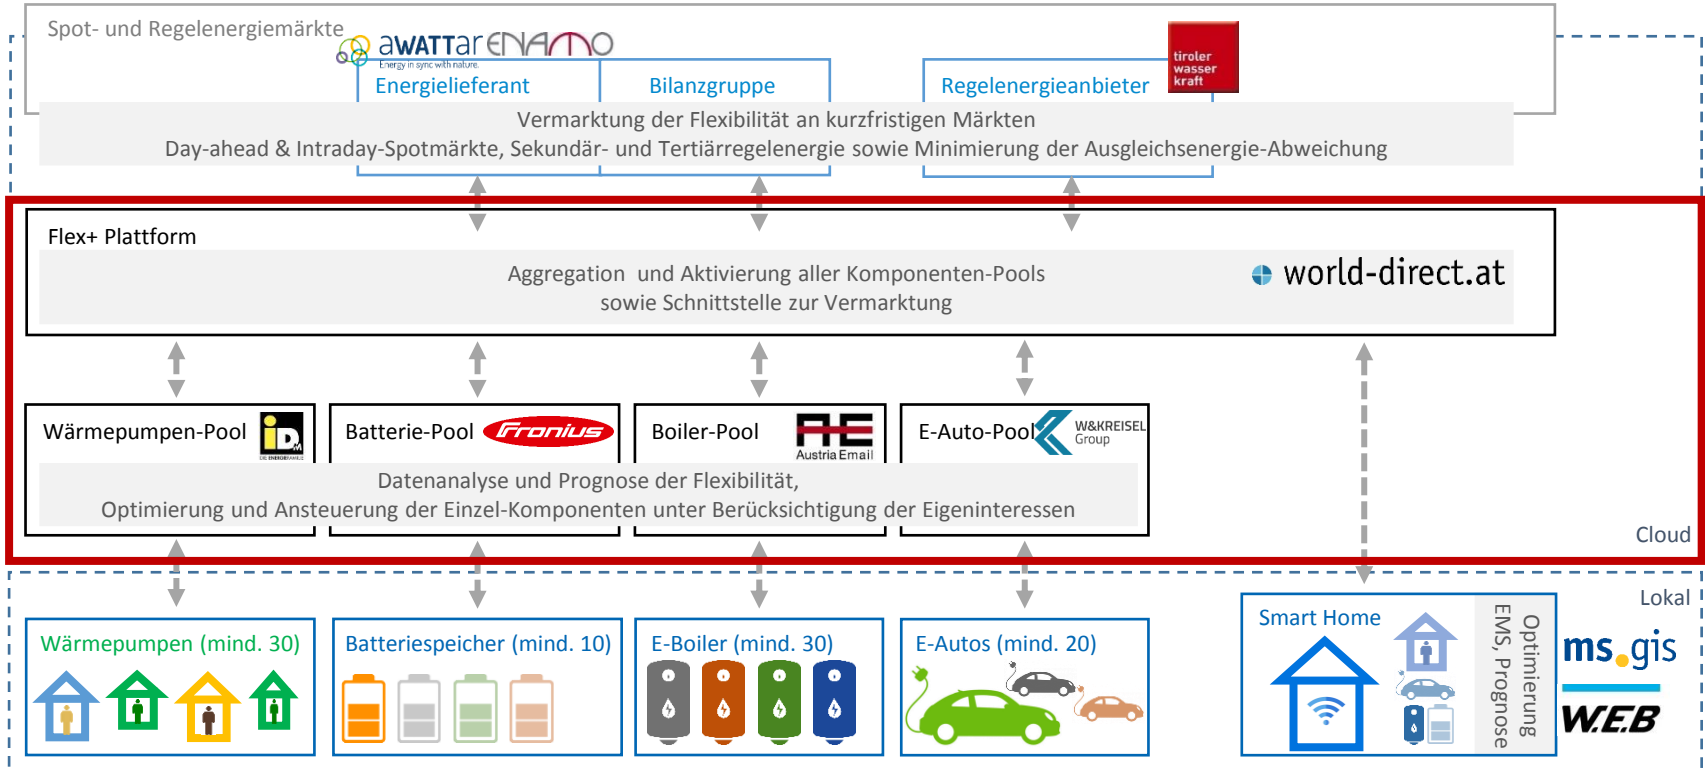 Spot- und Regelenergiemärkte
aWATTar
Energy in sync with nature.
ENAMO
tiroler
wasser
kraft
Energielieferant
Bilanzgruppe
Regelenergieanbieter
Vermarktung der Flexibilität an kurzfristigen Märkten
Day-ahead & Intraday-Spotmärkte, Sekundär- und Tertiärregelenergie sowie Minimierung der Ausgleichsenergie-Abweichung
Flex+ Plattform
Aggregation und Aktivierung aller Komponenten-Pools
sowie Schnittstelle zur Vermarktung
world-direct.at
Wärmepumpen-Pool
iDM
Batterie-Pool
Fronius
Boiler-Pool
AE
Austria Email
E-Auto-Pool
W&KREISEL
Group
Datenanalyse und Prognose der Flexibilität,
Optimierung und Ansteuerung der Einzel-Komponenten unter Berücksichtigung der Eigeninteressen
Cloud
Lokal
Wärmepumpen (mind. 30)
Batteriespeicher (mind. 10)
E-Boiler (mind. 30)
E-Autos (mind. 20)
Smart Home
Optimierung
EMS, Prognose
ms.gis
W.E.B